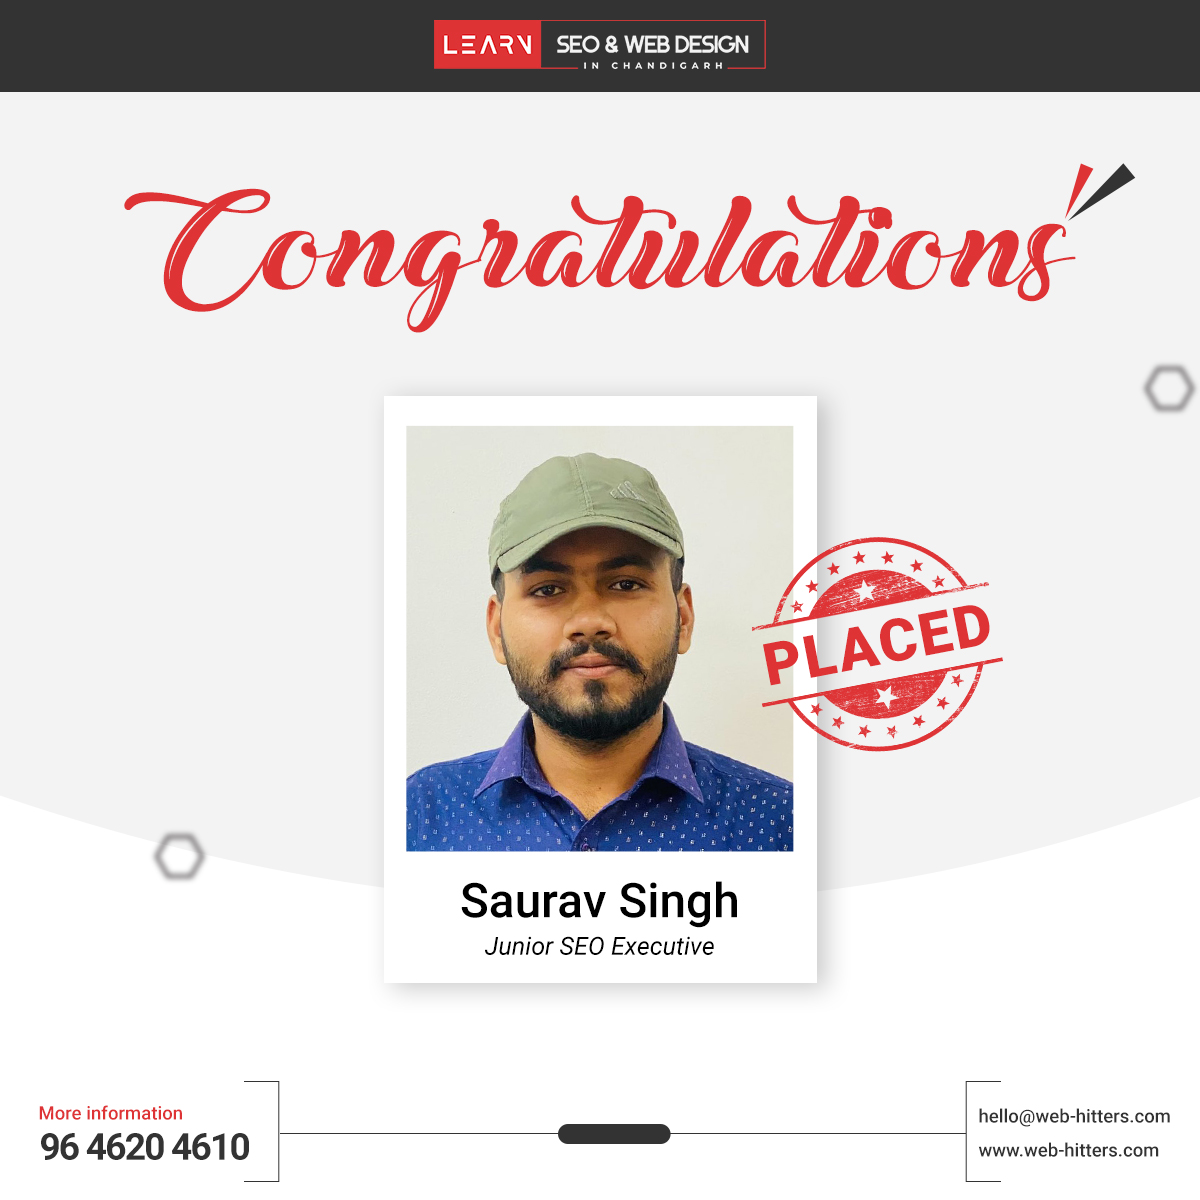 LEARN SEO & WEB DESIGN
IN CHANDIGARH
Congratulations
PLACED
Saurav Singh
Junior SEO Executive
More information
96 4620 4610
hello@web-hitters.com
www.web-hitters.com